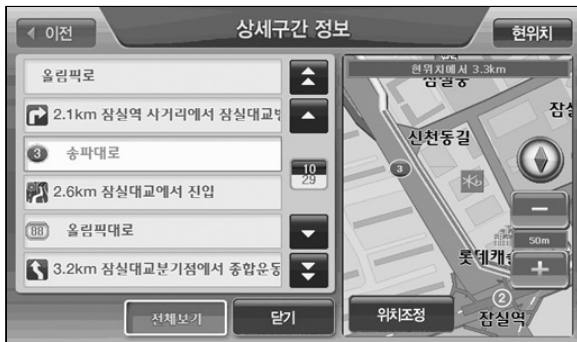 이전
상세구간 정보
현위치
올림픽로
2.1km 잠실역 사거리에서 잠실대교방
3 송파대로
2.6km 잠실대교에서 진입
88 올림픽대로
3.2km 잠실대교분기점에서 종합운동
10
29
전체보기
닫기
현위치에서 3.3km
잠실중
잠실
신천동길
3
50m
롯데캐슬
위치조정
2
잠실역